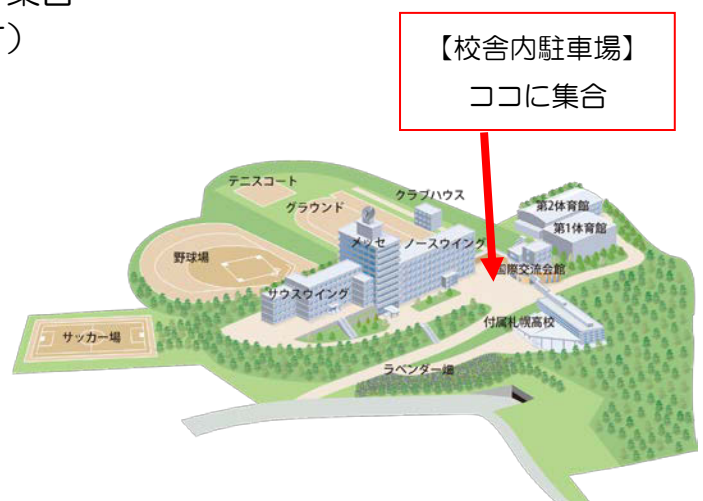 す）
【校舎内駐車場】
ココに集合
テニスコート
グラウンド
クラブハウス
第2体育館
第1体育館
メッセ
ノースウイング
野球場
国際交流会館
サウスウイング
サッカー場
付属札幌高校
ラベンダー畑